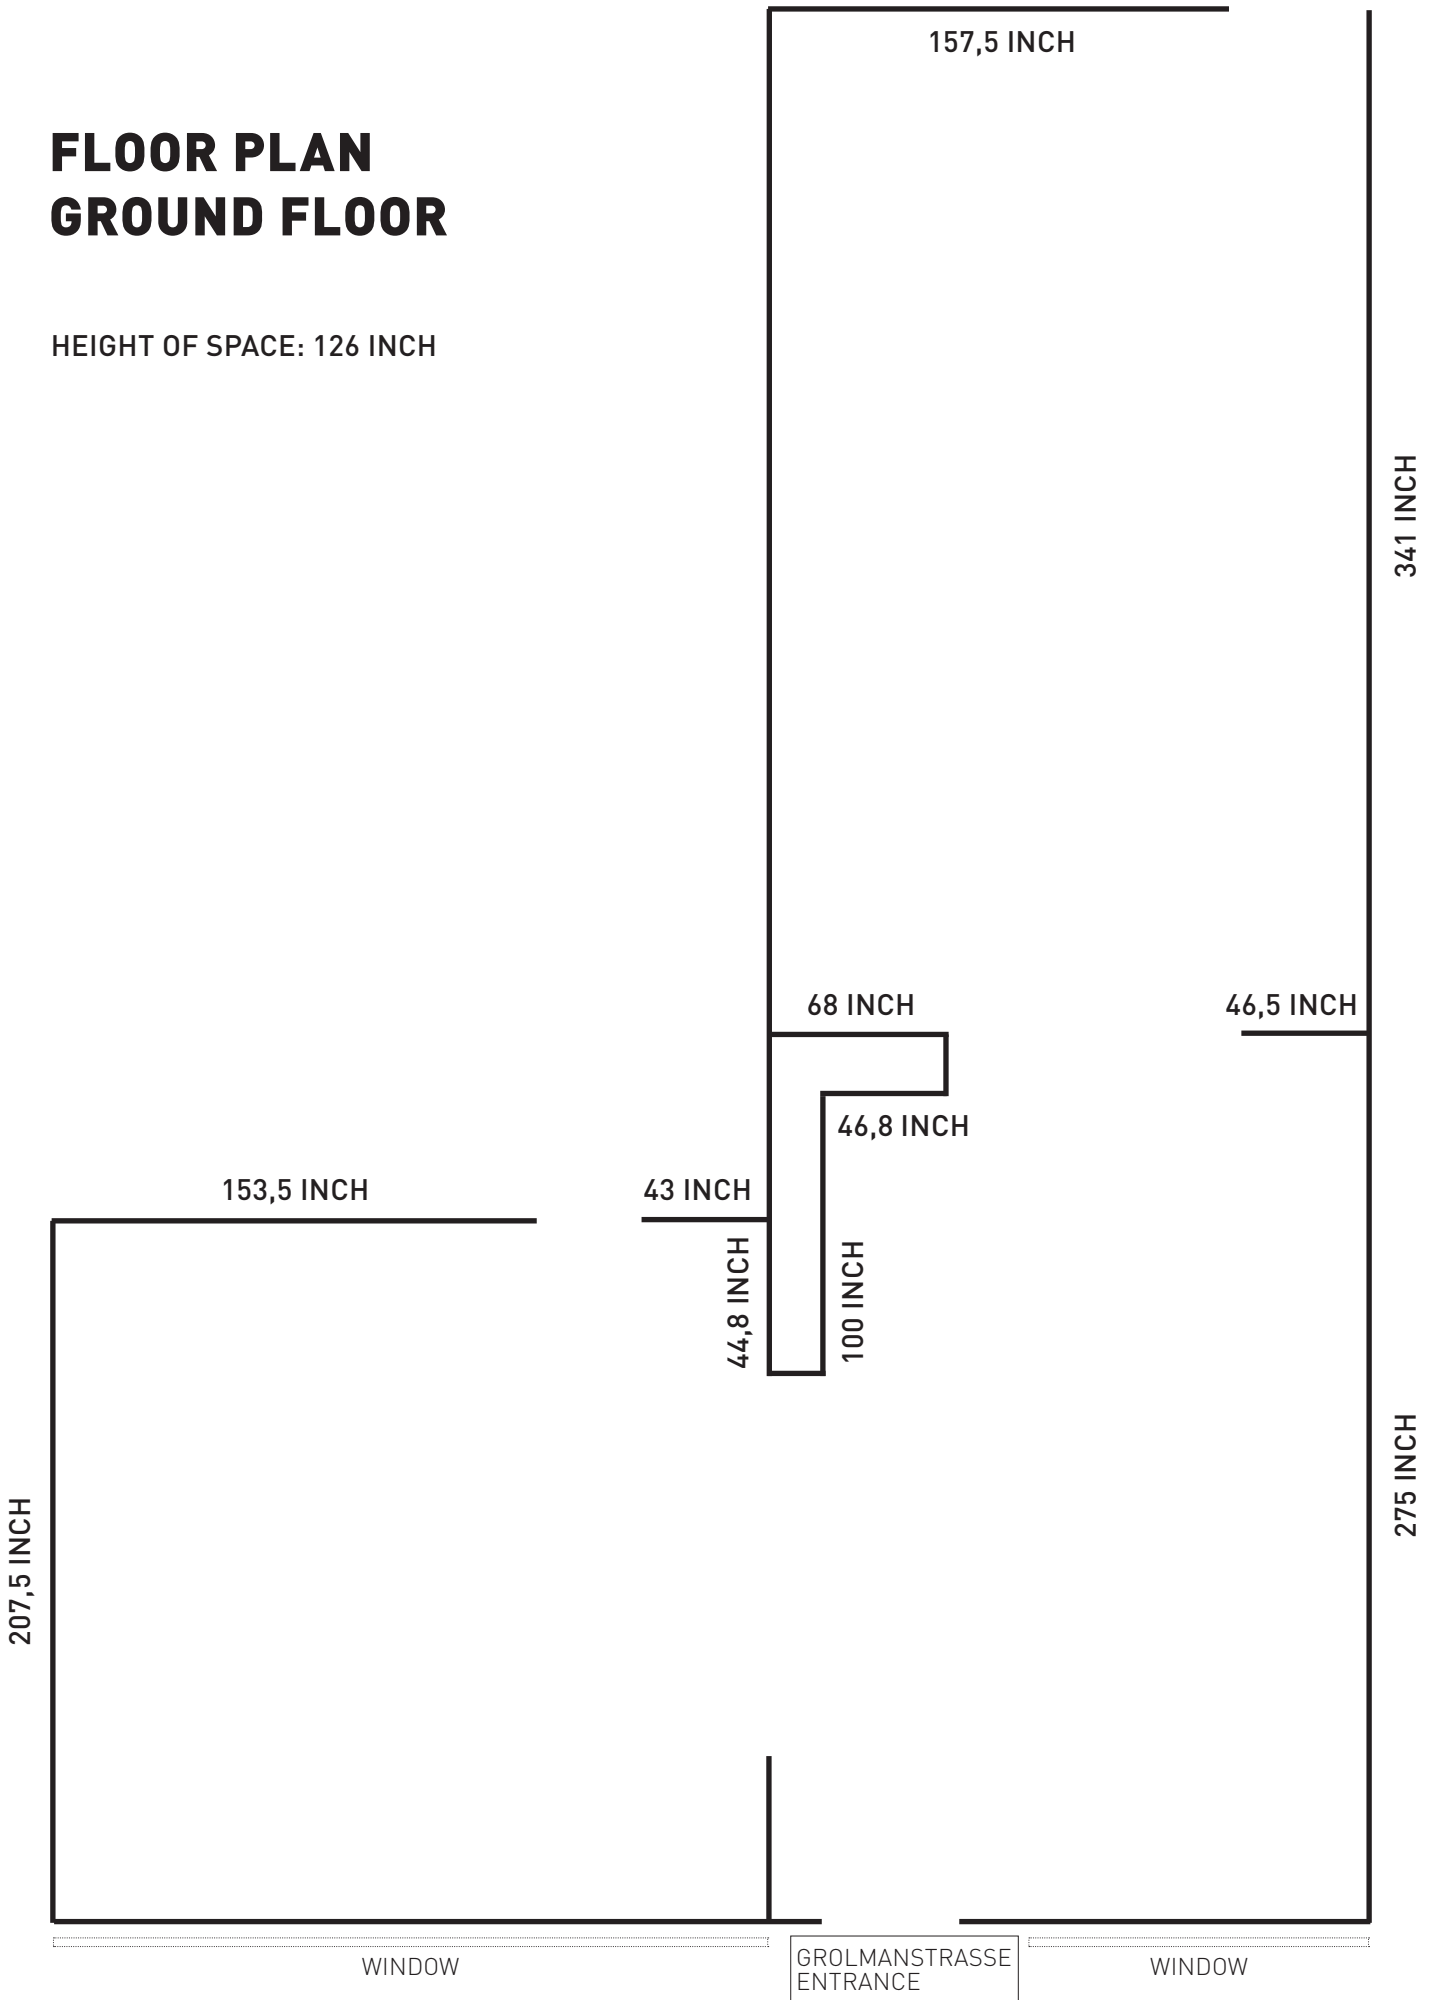 157,5 INCH
FLOOR PLAN
GROUND FLOOR
HEIGHT OF SPACE: 126 INCH
341 INCH
68 INCH
46,5 INCH
46,8 INCH
153,5 INCH
43 INCH
44,8 INCH
100 INCH
275 INCH
207,5 INCH
WINDOW
GROLMANSTRASSE
ENTRANCE
WINDOW